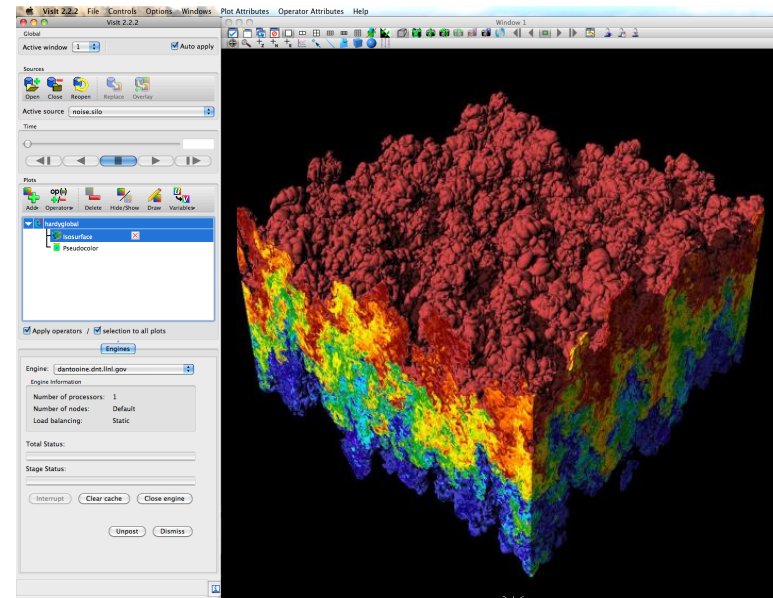 VisIt 2.2.2 File Controls Options Windows Plot Attributes Operator Attributes Help
VisIt 2.2.2
Window 1
Global
Active window 1
Auto apply
Sources
Open Close Reopen Replace Overlay
Active source noise.silo
Time
Plots
op(u)
Add Operators Delete Hide/Show Draw Variables
hardyglobal
Isosurface
Pseudocolor
Apply operators / selection to all plots
Engines
Engine: dantooine.dnt.llnl.gov
Engine Information
Number of processors: 1
Number of nodes: Default
Load balancing: Static
Total Status:
Stage Status:
Interrupt Clear cache Close engine
Unpost Dismiss